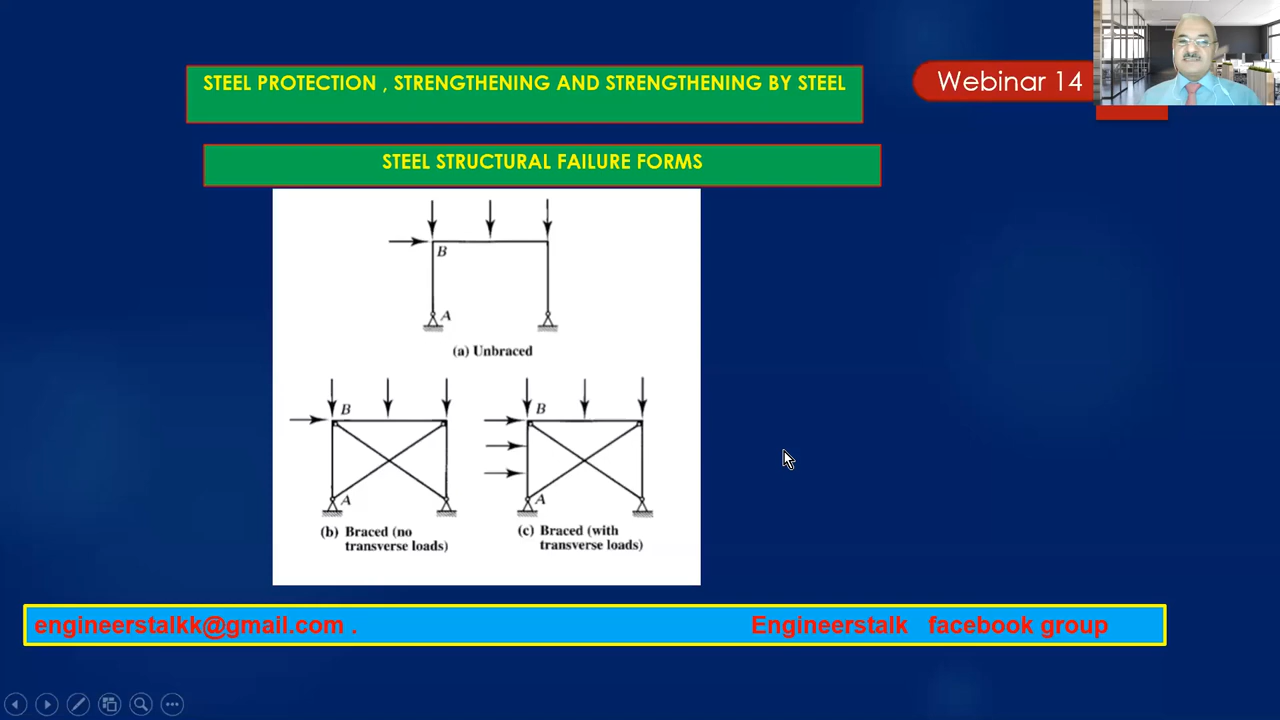 STEEL PROTECTION , STRENGTHENING AND STRENGTHENING BY STEEL
Webinar 14
STEEL STRUCTURAL FAILURE FORMS
B
A
(a) Unbraced
B
A
(b) Braced (no
transverse loads)
B
A
(c) Braced (with
transverse loads)
engineerstalkk@gmail.com .
Engineerstalk facebook group